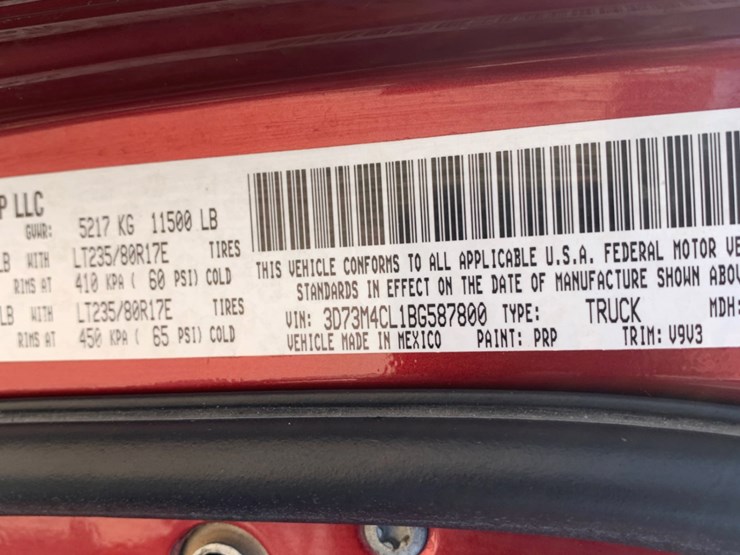 P LLC
GVWR: 5217 KG 11500 LB
LB WITH LT235/80R17E TIRES
RIMS AT 410 KPA ( 60 PSI) COLD
LB WITH LT235/80R17E TIRES
RIMS AT 450 KPA ( 65 PSI) COLD
THIS VEHICLE CONFORMS TO ALL APPLICABLE U.S.A. FEDERAL MOTOR VE
STANDARDS IN EFFECT ON THE DATE OF MANUFACTURE SHOWN ABOV
VIN: 3D73M4CL1BG587800 TYPE: TRUCK MDH:
VEHICLE MADE IN MEXICO PAINT: PRP TRIM: V9V3